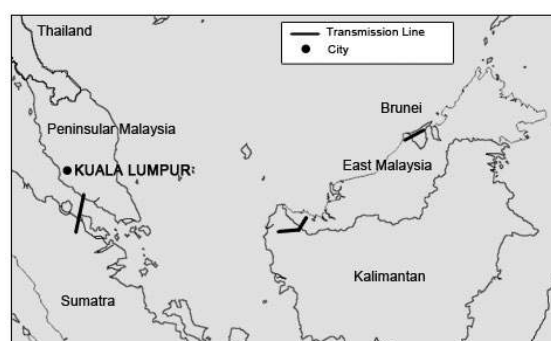 Transmission Line
City
Thailand
Brunei
Peninsular Malaysia
East Malaysia
KUALA LUMPUR
Kalimantan
Sumatra